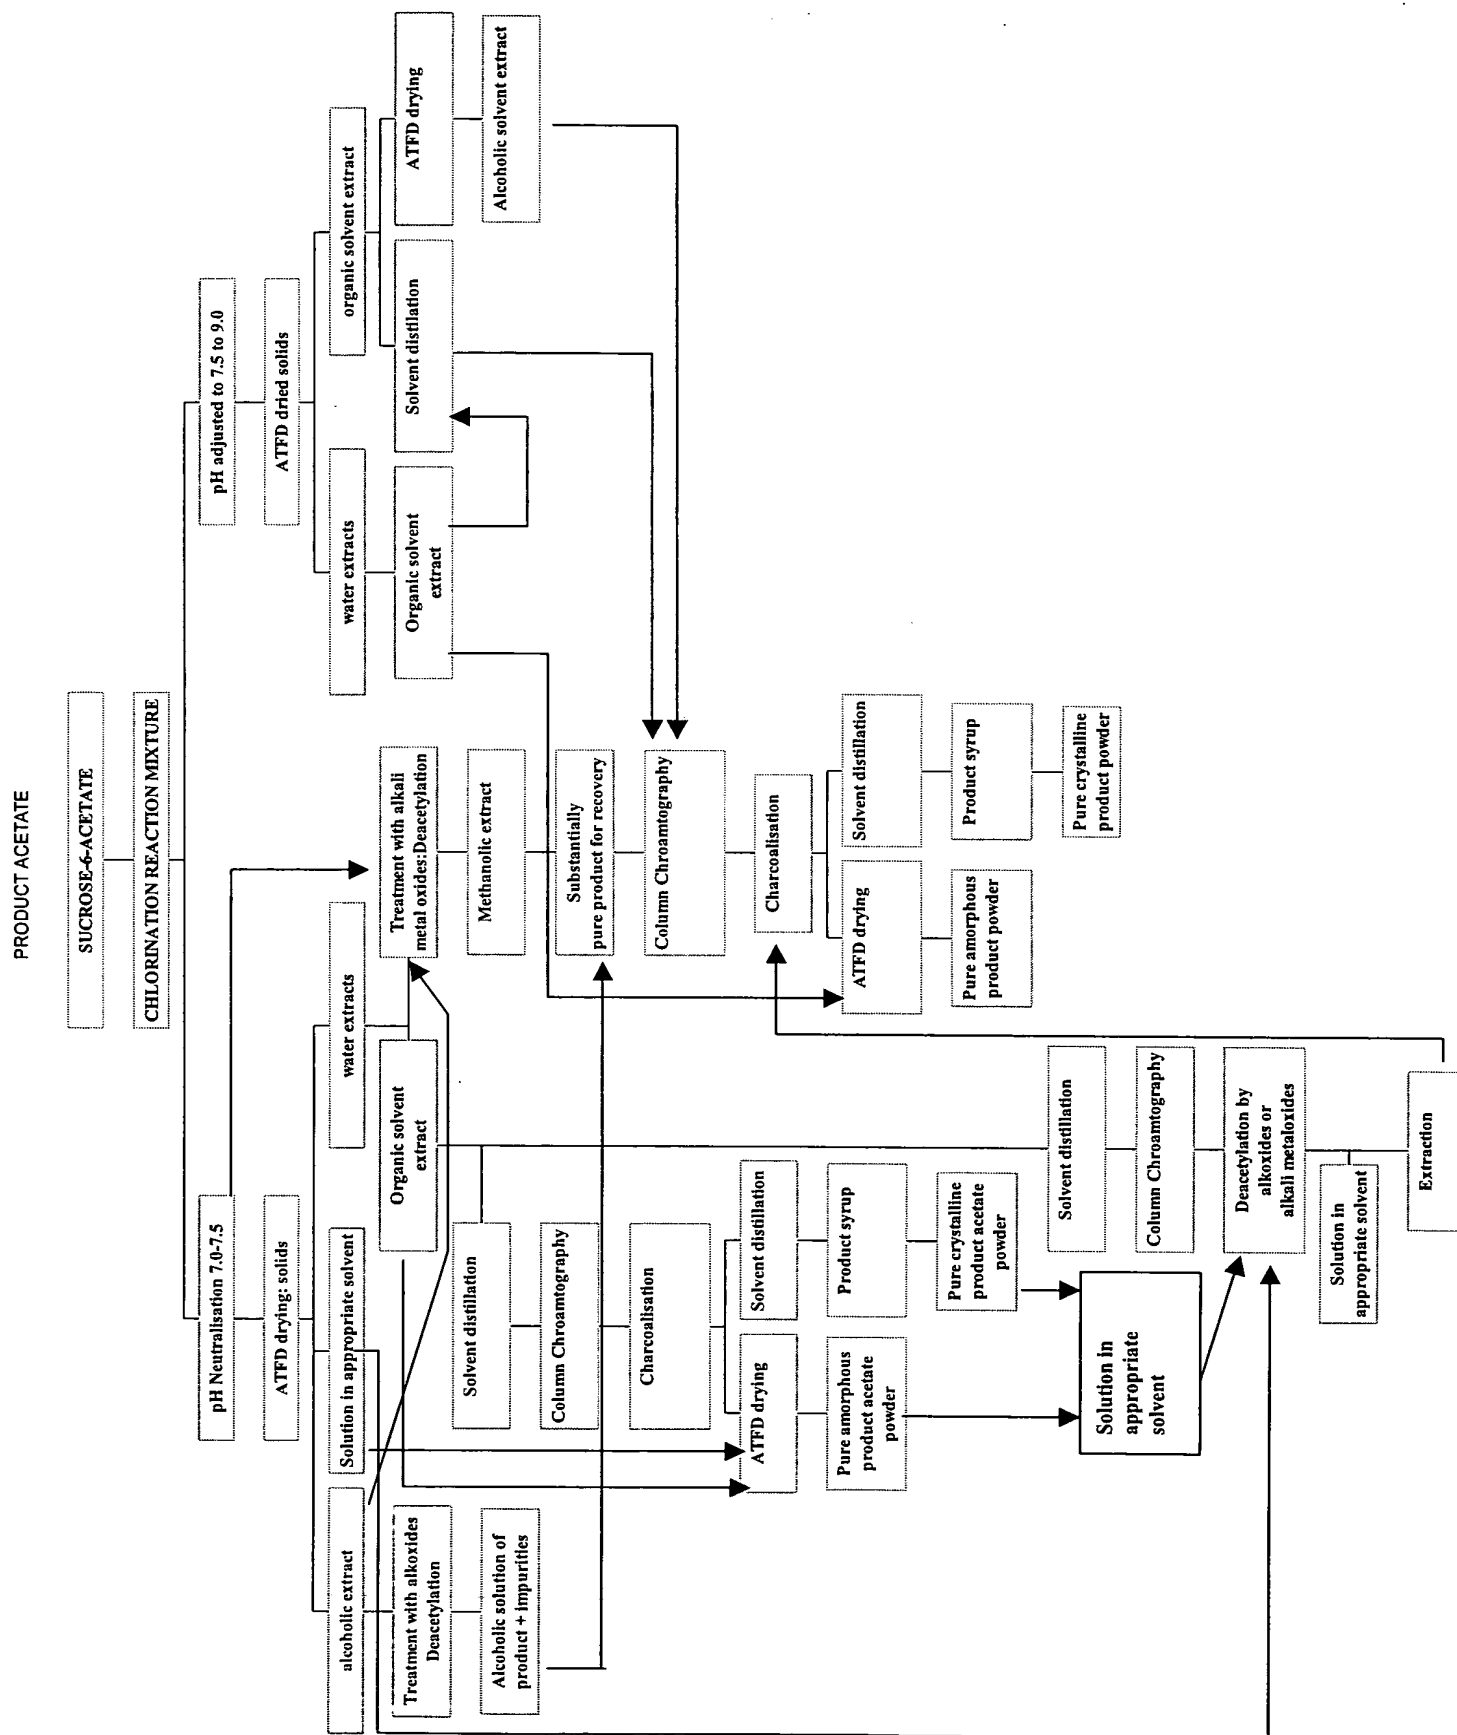 PRODUCT ACETATE
SUCROSE-6-ACETATE
CHLORINATION REACTION MIXTURE
pH Neutralisation 7.0-7.5
pH adjusted to 7.5 to 9.0
ATFD drying: solids
ATFD dried solids
alcoholic extract
Solution in appropriate solvent
water extracts
water extracts
organic solvent extract
Treatment with alkoxides
Deacetylation
Organic solvent
extract
Treatment with alkali
metal oxides:Deacetylation
Organic solvent
extract
Solvent distilation
ATFD drying
Alcoholic solution of
product + impurities
Solvent distillation
Methanolic extract
Alcoholic solvent extract
Column Chroamtography
Substantially
pure product for recovery
Charcoalisation
Column Chroamtography
ATFD drying
Solvent distillation
Charcoalisation
Pure amorphous
product acetate
powder
Product syrup
ATFD drying
Solvent distillation
Pure crystalline
product acetate
powder
Pure amorphous
product powder
Product syrup
Solvent distillation
Pure crystalline
product powder
Solution in
appropriate
solvent
Column Chroamtography
Deacetylation by
alkoxides or
alkali metaloxides
Solution in
appropriate solvent
Extraction